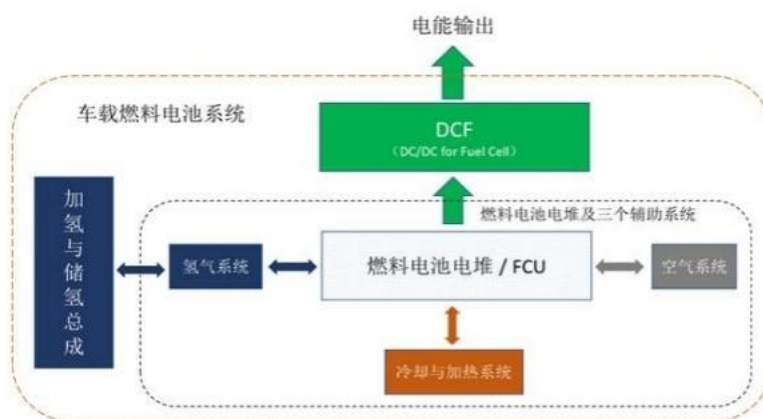 电能输出
车载燃料电池系统
DCF
(DC/DC for Fuel Cell)
加氢与储氢总成
燃料电池电堆及三个辅助系统
氢气系统
燃料电池电堆 / FCU
空气系统
冷却与加热系统